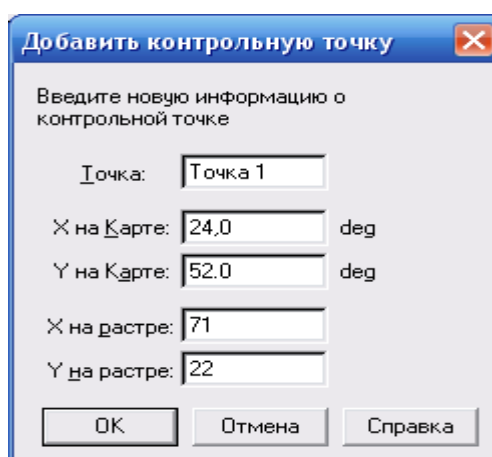 Добавить контрольную точку
Введите новую информацию о
контрольной точке
Точка: Точка 1
X на Карте: 24,0 deg
Y на Карте: 52.0 deg
X на растре: 71
Y на растре: 22
OK Отмена Справка